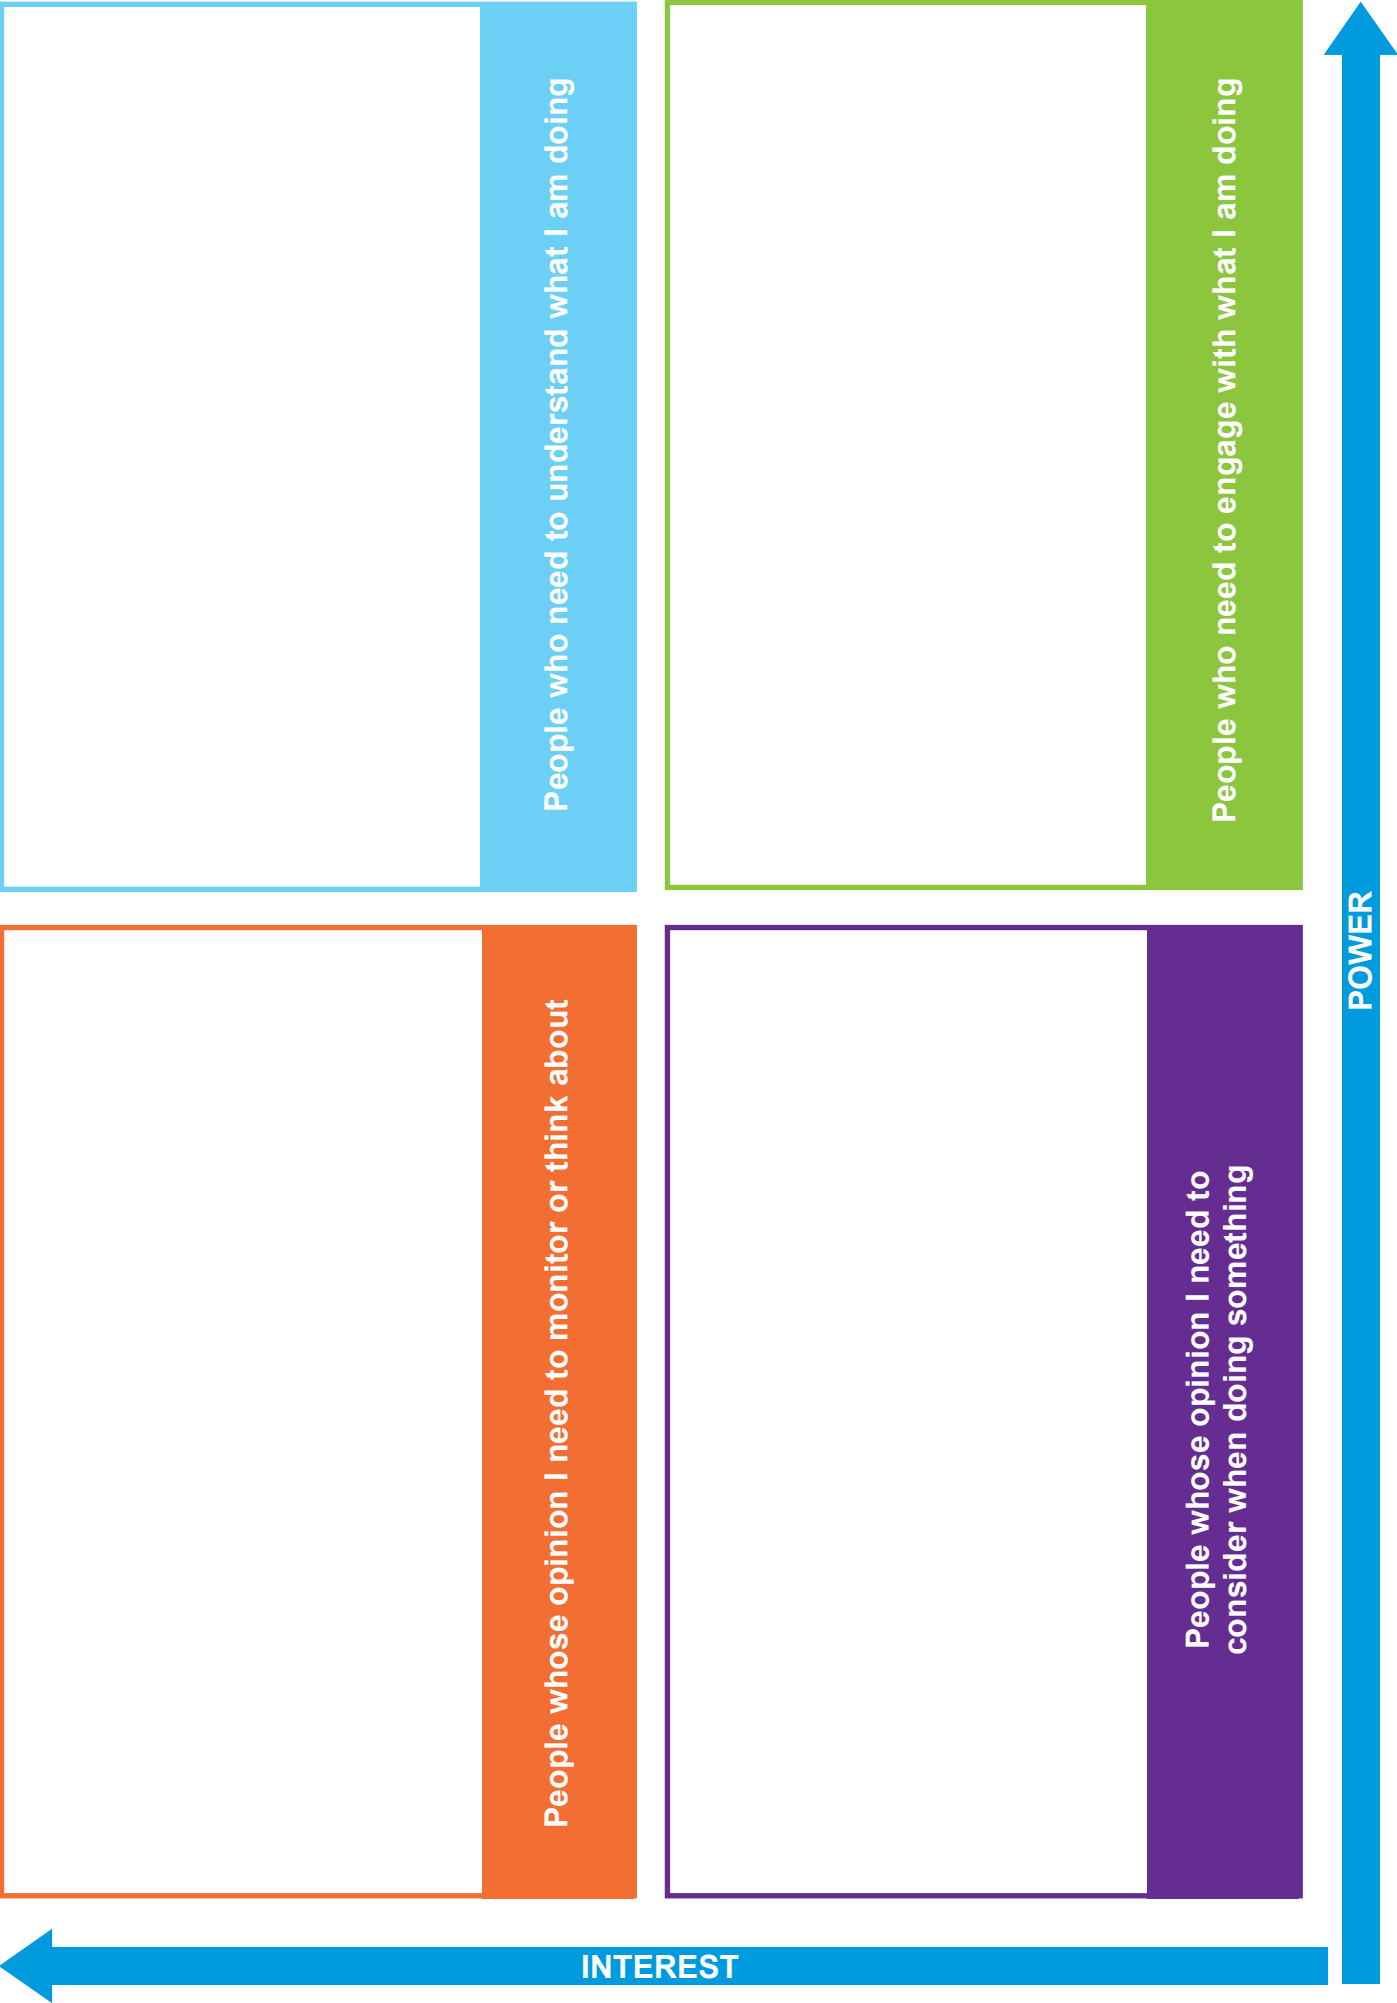 People who need to understand what I am doing
People who need to engage with what I am doing
People whose opinion I need to monitor or think about
People whose opinion I need to
consider when doing something
POWER
INTEREST